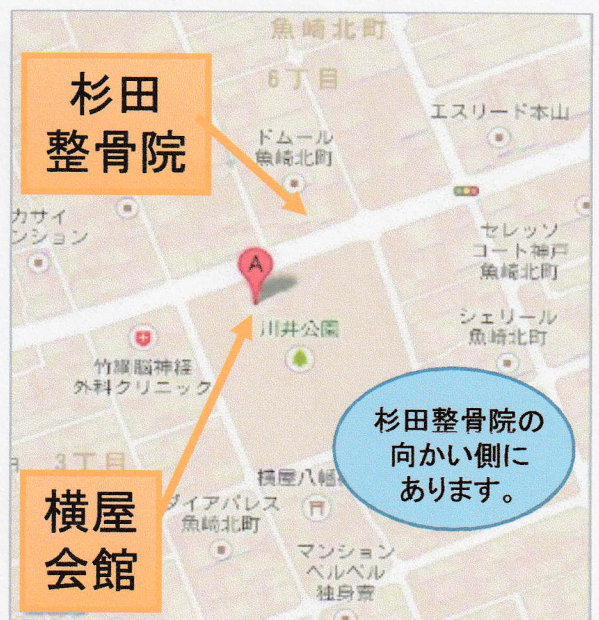 魚崎北町
6丁目
杉田
整骨院
エスリード本山
ドムール
魚崎北町
カサイ
ンション
セレッソ
コート神戸
魚崎北町
A
川井公園
シェリール
魚崎北町
脳神経
外科クリニック
杉田整骨院の
向かい側に
あります。
3丁目
横屋八幡
横屋
会館
ダイアパレス
魚崎北町
マンション
ベルベル
独身寮